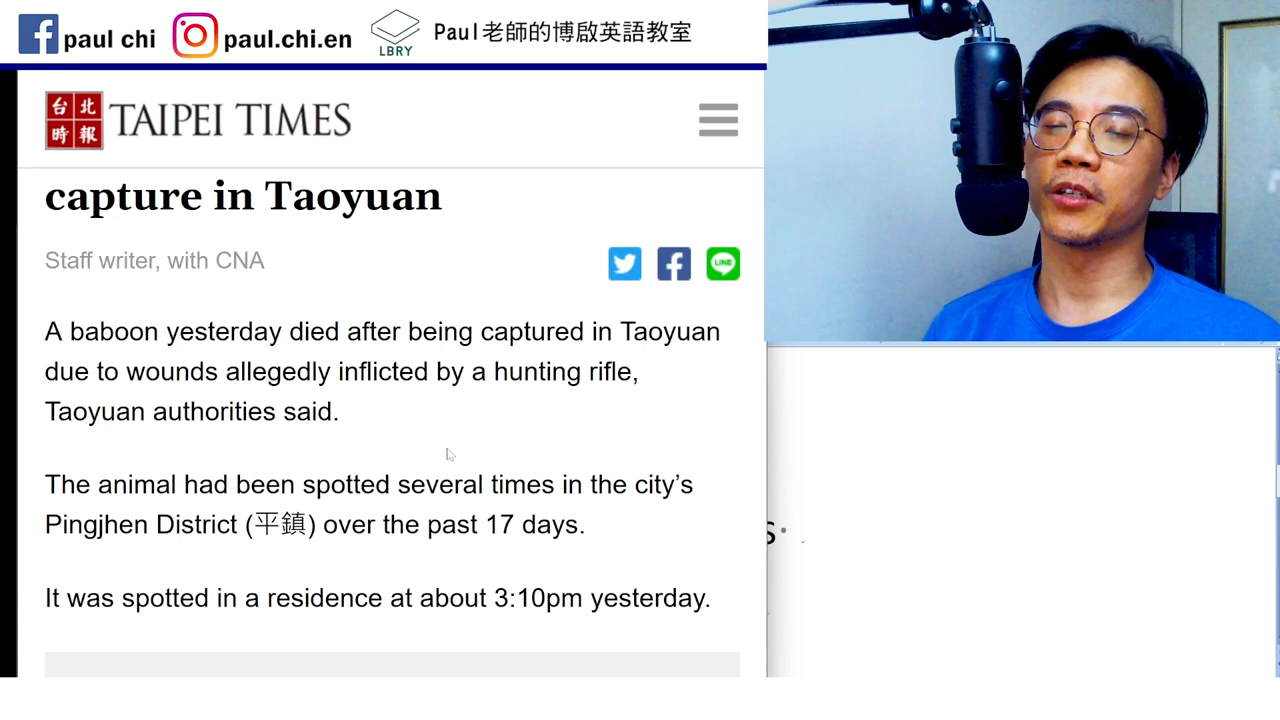 paul chi
paul.chi.en
LBRY
Paul老師的博啟英語教室
台北時報
TAIPEI TIMES
capture in Taoyuan
Staff writer, with CNA
LINE
A baboon yesterday died after being captured in Taoyuan
due to wounds allegedly inflicted by a hunting rifle,
Taoyuan authorities said.
The animal had been spotted several times in the city’s
Pingjhen District (平鎮) over the past 17 days.
It was spotted in a residence at about 3:10pm yesterday.